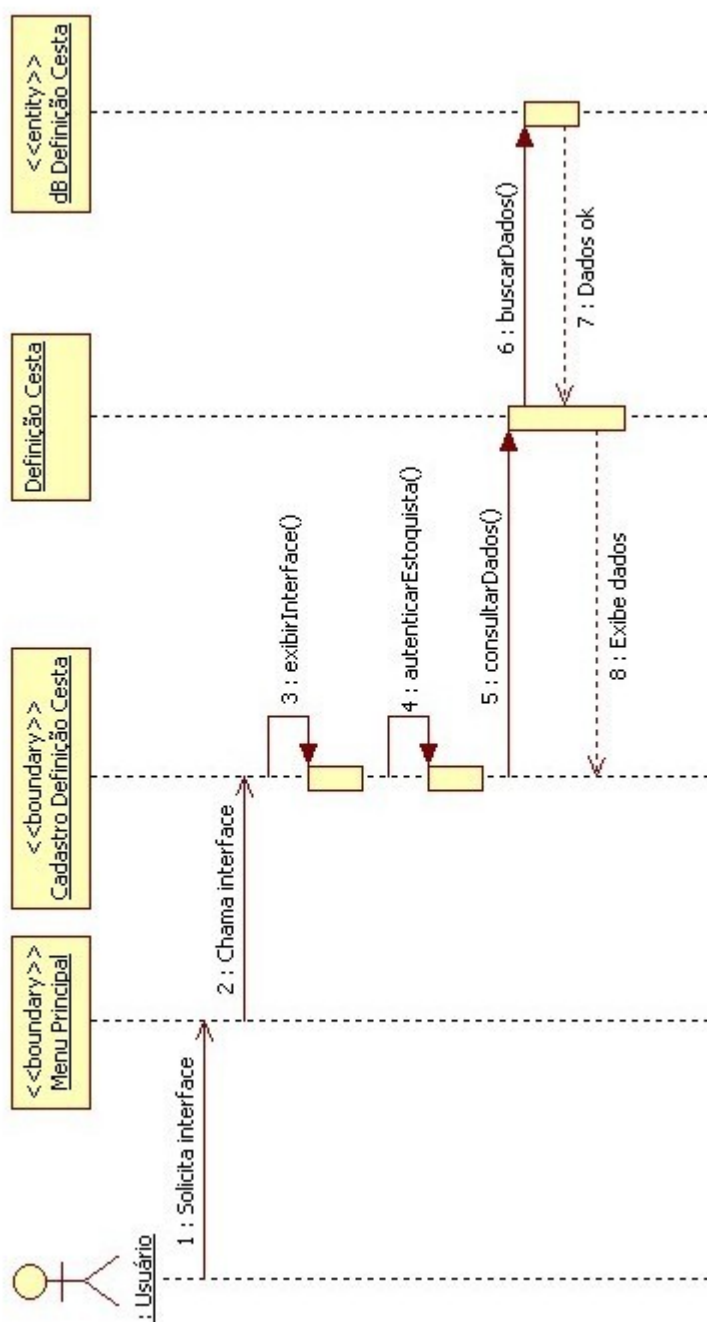 : Usuário
<<boundary>>
Menu Principal
<<boundary>>
Cadastro Definição Cesta
Definição Cesta
<<entity>>
dB Definição Cesta
1 : Solicita interface
2 : Chama interface
3 : exibirInterface()
4 : autenticarEstoquista()
5 : consultarDados()
6 : buscarDados()
7 : Dados ok
8 : Exibe dados